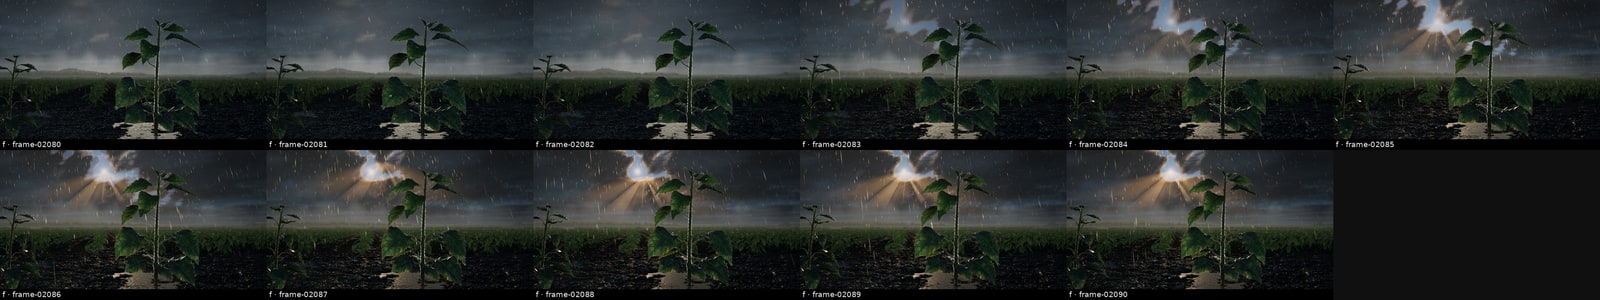 f · frame-02080
f · frame-02081
f · frame-02082
f · frame-02083
f · frame-02084
f · frame-02085
f · frame-02086
f · frame-02087
f · frame-02088
f · frame-02089
f · frame-02090